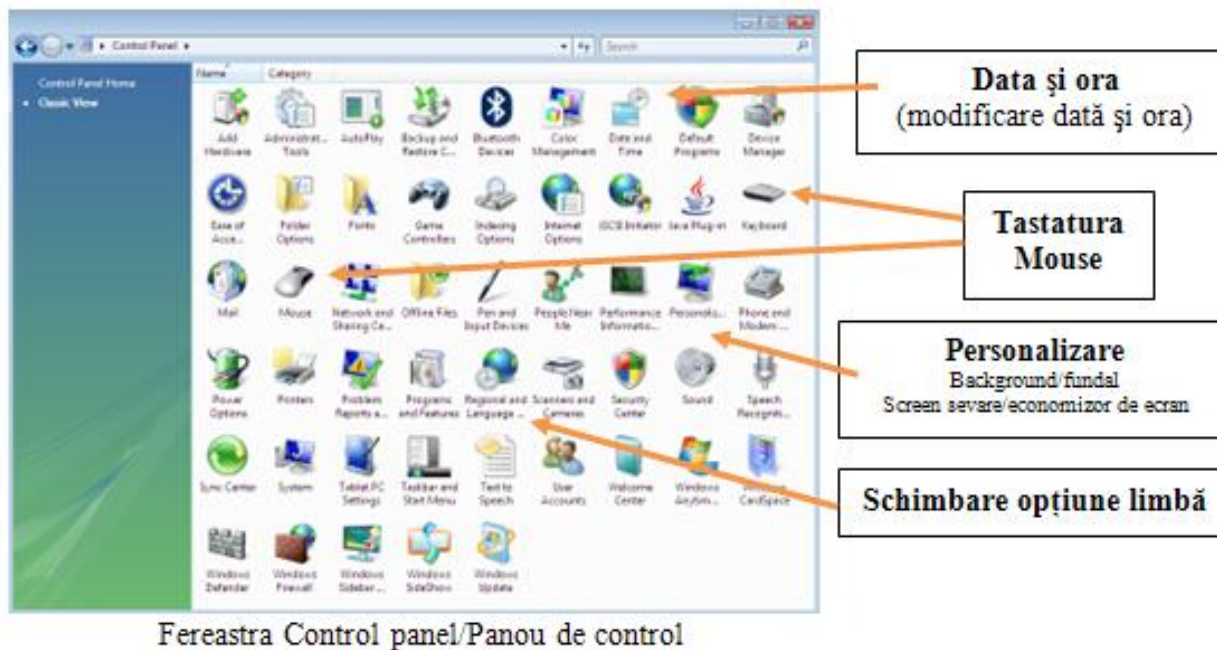 Control Panel
Search
Control Panel Home
Classic View
Name Category
Add Hardware
Administrat... Tools
AutoPlay
Backup and Restore C...
Bluetooth Devices
Color Management
Date and Time
Default Programs
Device Manager
Ease of Acce...
Folder Options
Fonts
Game Controllers
Indexing Options
Internet Options
iSCSI Initiator
Java Plug-in
Keyboard
Mail
Mouse
Network and Sharing Ce...
Offline Files
Pen and Input Devices
People Near Me
Performance Informatio...
Personaliz...
Phone and Modem ...
Power Options
Printers
Problem Reports a...
Programs and Features
Regional and Language ...
Scanners and Cameras
Security Center
Sound
Speech Recogniti...
Sync Center
System
Tablet PC Settings
Taskbar and Start Menu
Text to Speech
User Accounts
Welcome Center
Windows Anytim...
Windows CardSpace
Windows Defender
Windows Firewall
Windows Sidebar ...
Windows SideShow
Windows Update
Data și ora
(modificare dată și ora)
Tastatura
Mouse
Personalizare
Background/fundal
Screen sevare/economizor de ecran
Schimbare opțiune limbă
Fereastra Control panel/Panou de control